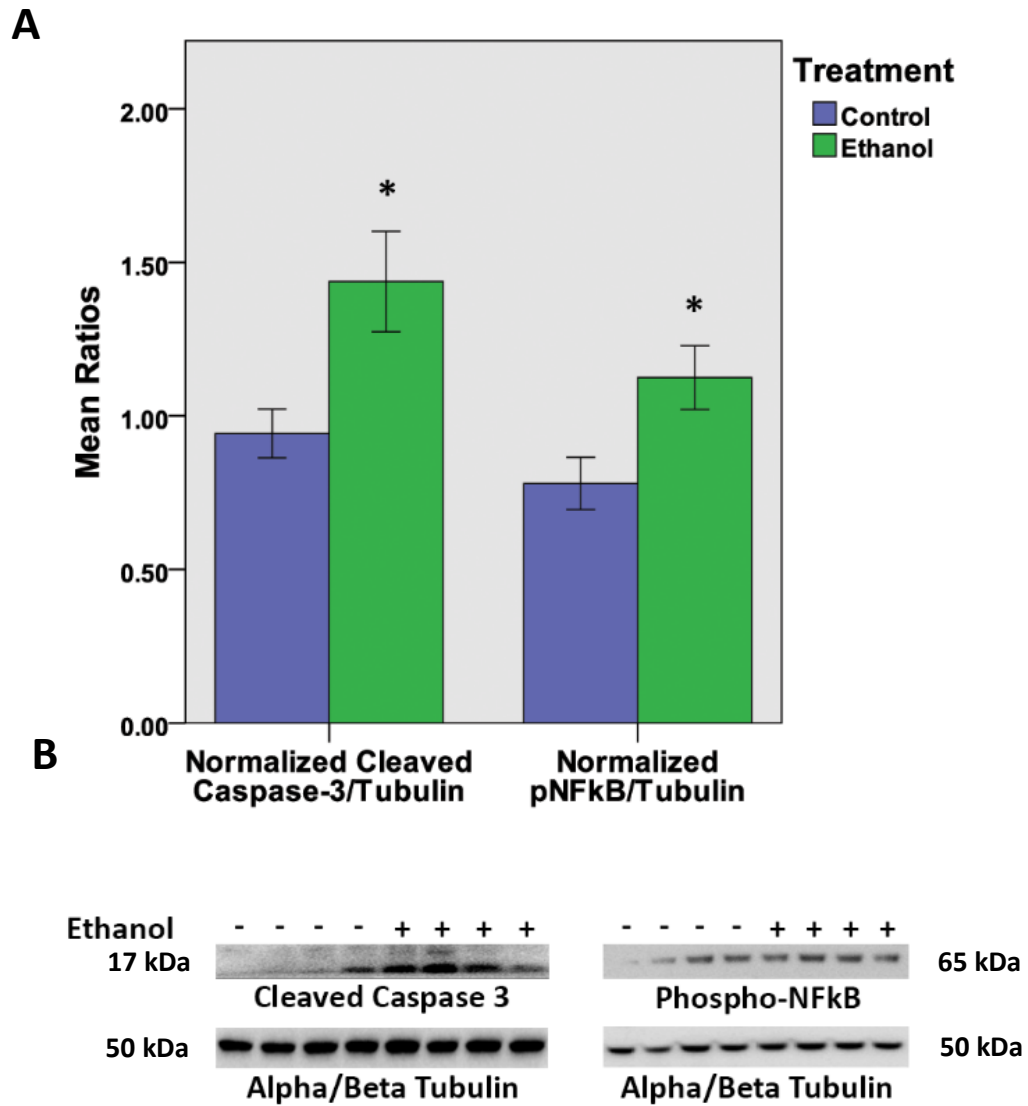 A
Treatment
Control
Ethanol
2.00
*
1.50
*
1.00
0.50
0.00
Mean Ratios
Normalized Cleaved
Caspase-3/Tubulin
Normalized
pNFkB/Tubulin
B
Ethanol - - - - + + + +
17 kDa
Cleaved Caspase 3
50 kDa
Alpha/Beta Tubulin
- - - - + + + +
65 kDa
Phospho-NFkB
50 kDa
Alpha/Beta Tubulin